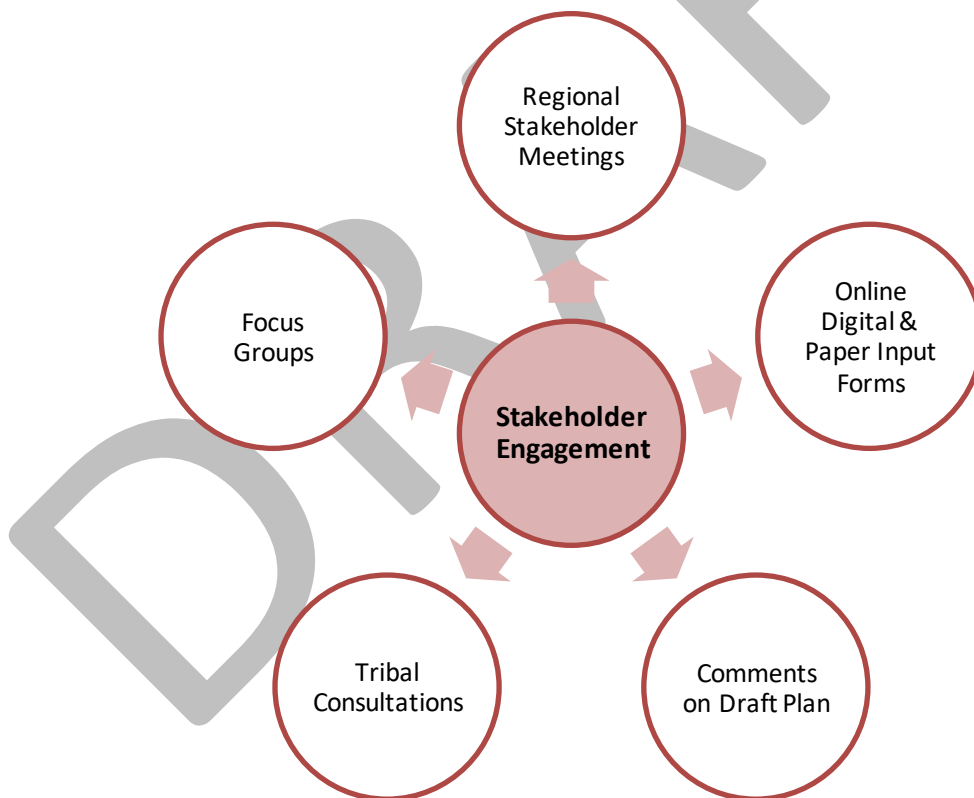 Regional
Stakeholder
Meetings
Online
Digital &
Paper Input
Forms
Focus
Groups
Stakeholder
Engagement
Tribal
Consultations
Comments
on Draft Plan